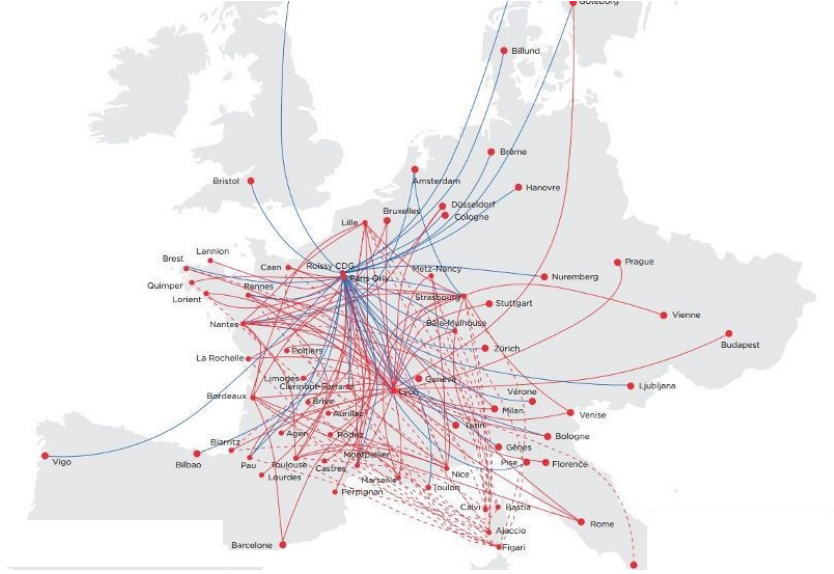 Göteborg
Billund
Brême
Bristol
Amsterdam
Hanovre
Düsseldorf
Bruxelles
Cologne
Lille
Brest
Lannion
Caen
Roissy CDG
Metz-Nancy
Prague
Paris Orly
Nuremberg
Quimper
Rennes
Lorient
Strasbourg
Stuttgart
Vienne
Nantes
Bâle-Mulhouse
Budapest
Poitiers
Zürich
La Rochelle
Limoges
Genève
Clermont-Ferrand
Ljubljana
Lyon
Vérone
Bordeaux
Brive
Milan
Venise
Aurillac
Turin
Agen
Rodez
Bologne
Biarritz
Gênes
Vigo
Bilbao
Pau
Toulouse
Montpellier
Pise
Florence
Castres
Nice
Lourdes
Marseille
Toulon
Perpignan
Calvi
Bastia
Rome
Ajaccio
Barcelone
Figari